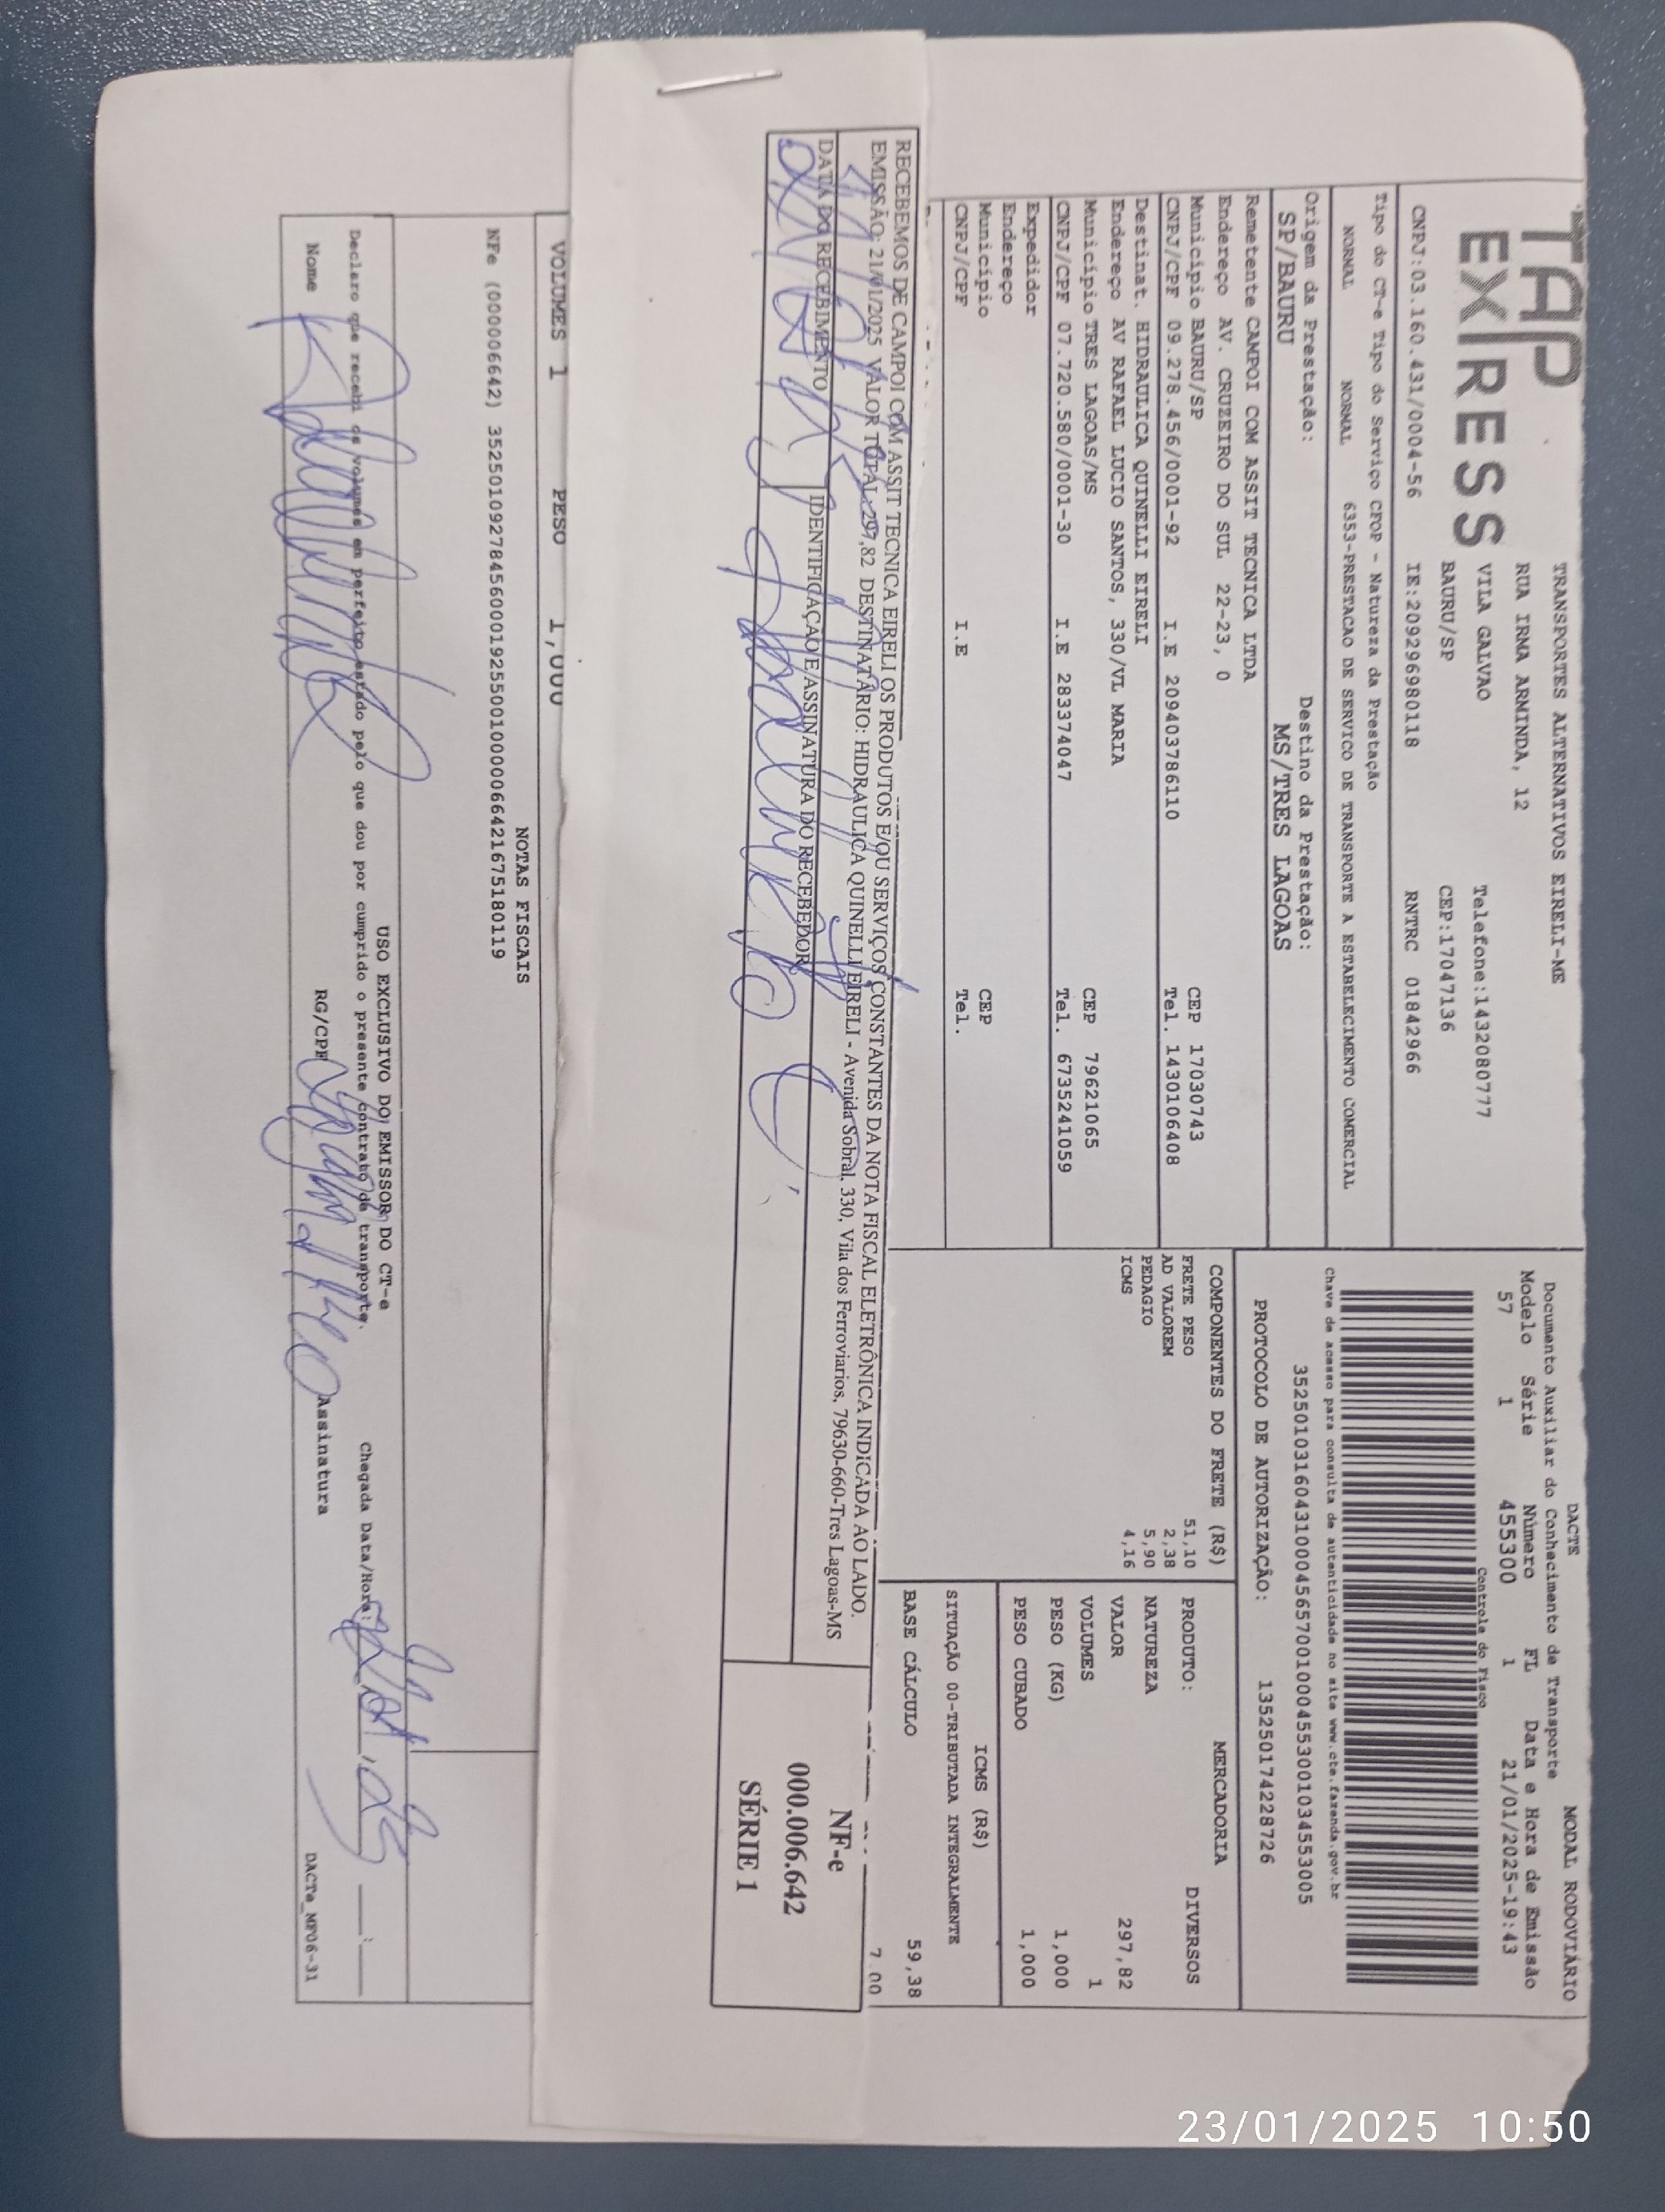 TAP
EXPRESS
TRANSPORTES ALTERNATIVOS EIRELI-ME
RUA IRMA ARMINDA, 12
VILA GALVAO Telefone:1432080777
BAURU/SP CEP:17047136
CNPJ:03.160.431/0004-56 IE:209296980118 RNTRC 01842966
Tipo do CT-e Tipo do Serviço CFOP - Natureza da Prestação
NORMAL NORMAL 6353-PRESTACAO DE SERVICO DE TRANSPORTE A ESTABELECIMENTO COMERCIAL
Origem da Prestação: Destino da Prestação:
SP/BAURU MS/TRES LAGOAS
DACTE MODAL RODOVIÁRIO
Documento Auxiliar do Conhecimento de Transporte
Modelo Série Número FL Data e Hora de Emissão
57 1 455300 1 21/01/2025-19:43
Controle do Fisco
Chave de acesso para consulta de autenticidade no site www.cte.fazenda.gov.br
35250103160431000456570010004553001034553005
PROTOCOLO DE AUTORIZAÇÃO: 135250174228726
Remetente CAMPOI COM ASSIT TECNICA LTDA
Endereço AV. CRUZEIRO DO SUL 22-23, 0
Municipio BAURU/SP CEP 17030743
CNPJ/CPF 09.278.456/0001-92 I.E 209403786110 Tel. 1430106408
Destinat. HIDRAULICA QUINELLI EIRELI
Endereço AV RAFAEL LUCIO SANTOS, 330/VL MARIA
Município TRES LAGOAS/MS CEP 79621065
CNPJ/CPF 07.720.580/0001-30 I.E 283374047 Tel. 6735241059
Expedidor
Endereço
Município CEP
CNPJ/CPF I.E Tel.
COMPONENTES DO FRETE (R$)
FRETE PESO 51,10
AD VALOREM 2,38
PEDAGIO 5,90
ICMS 4,16
MERCADORIA
PRODUTO: DIVERSOS
NATUREZA
VALOR 297,82
VOLUMES 1
PESO (KG) 1,000
PESO CUBADO 1,000
ICMS (R$)
SITUAÇÃO 00-TRIBUTADA INTEGRALMENTE
BASE CÁLCULO 59,38
7.00
RECEBEMOS DE CAMPOI COM ASSIT TECNICA EIRELI OS PRODUTOS E/OU SERVIÇOS CONSTANTES DA NOTA FISCAL ELETRÔNICA INDICADA AO LADO.
EMISSÃO: 21/01/2025 VALOR TOTAL: 297,82 DESTINATÁRIO: HIDRAULICA QUINELLI EIRELI - Avenida Sobral, 330, Vila dos Ferroviarios, 79630-660-Tres Lagoas-MS
DATA DO RECEBIMENTO IDENTIFICAÇÃO E ASSINATURA DO RECEBEDOR
NF-e
000.006.642
SÉRIE 1
VOLUMES 1 PESO 1,000
NOTAS FISCAIS
NFe (000006642) 35250109278456000192550010000066421675180119
USO EXCLUSIVO DO EMISSOR DO CT-e
Declaro que recebi os volumes em perfeito estado pelo que dou por cumprido o presente contrato de transporte. Chegada Data/Hora:
Nome RG/CPF Assinatura
DACTe_MF06-31
23/01/2025 10:50